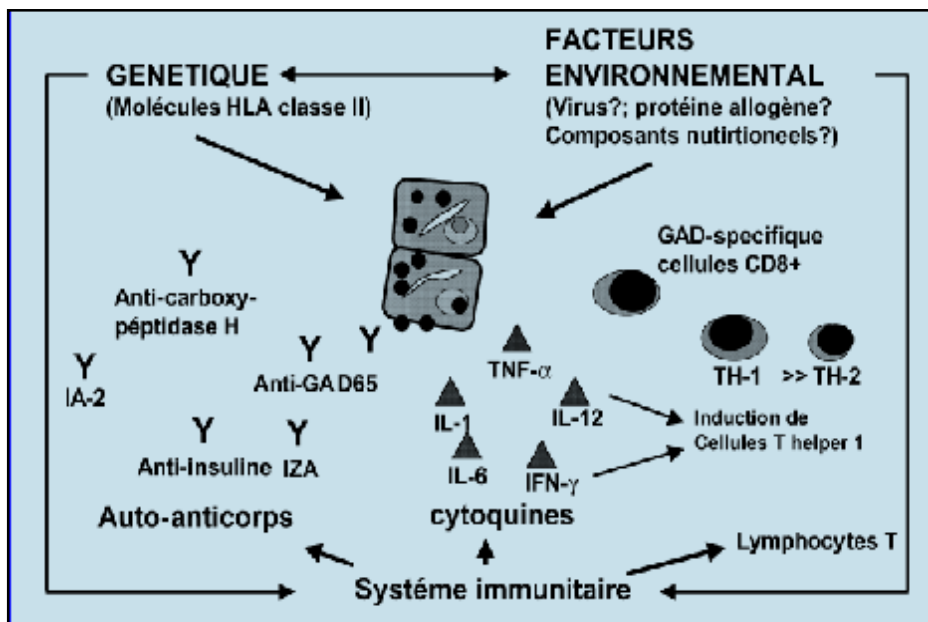 GENETIQUE
(Molécules HLA classe II)
FACTEURS
ENVIRONNEMENTAL
(Virus?; protéine allogène?
Composants nutirtioneels?)
GAD-specifique
cellules CD8+
Anti-carboxy-
péptidase H
TH-1 >> TH-2
IA-2
Anti-GAD65
TNF-α
IL-1
IL-12
Induction de
Cellules T helper 1
Anti-insuline
IZA
IL-6
IFN-γ
Auto-anticorps
cytoquines
Lymphocytes T
Systéme immunitaire